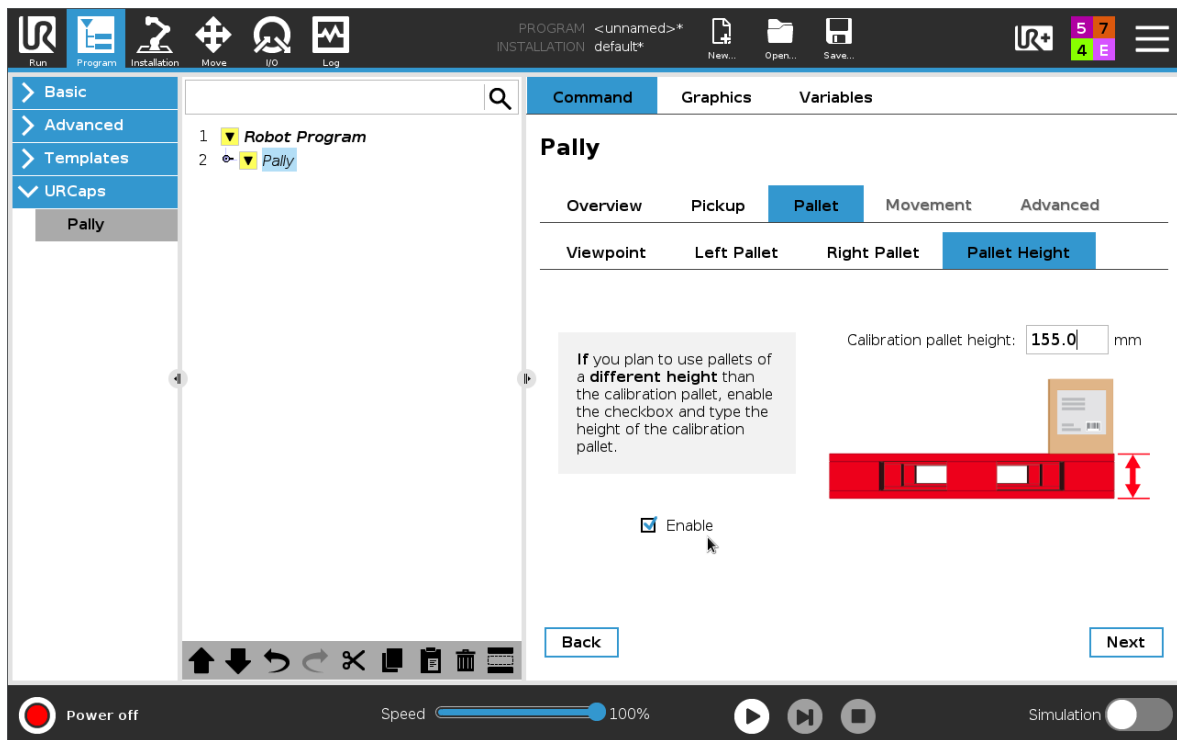 PROGRAM <unnamed>*
INSTALLATION default*
UR
UR+
5 7
4 E
Run Program Installation Move I/O Log New... Open... Save...
Basic
Advanced
Templates
URCaps
Pally
1 Robot Program
2 Pally
Command Graphics Variables
Pally
Overview Pickup Pallet Movement Advanced
Viewpoint Left Pallet Right Pallet Pallet Height
If you plan to use pallets of
a different height than
the calibration pallet, enable
the checkbox and type the
height of the calibration
pallet.
Enable
Calibration pallet height: 155.0 mm
Back Next
Power off Speed 100% Simulation